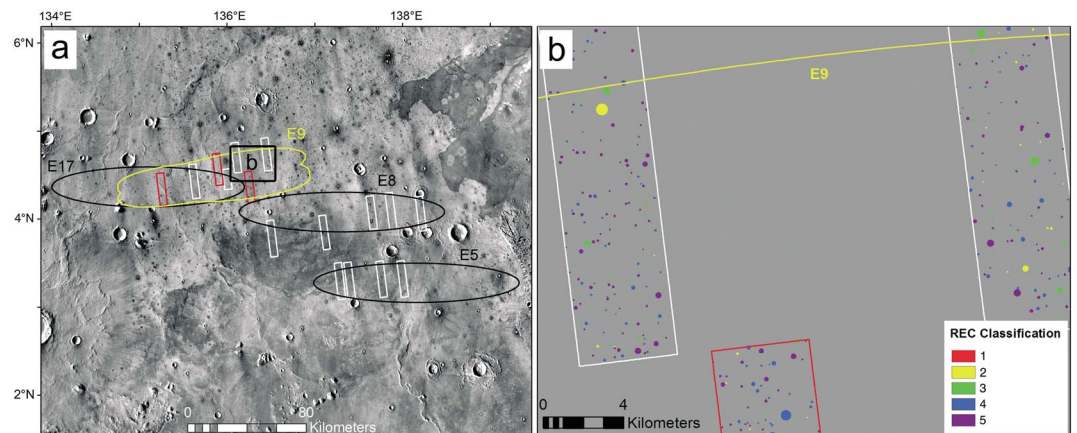 134°E 136°E 138°E
6°N
4°N
2°N
a
E17
E9
b
E8
E5
0 80
Kilometers
b
E9
0 4
Kilometers
REC Classification
1
2
3
4
5